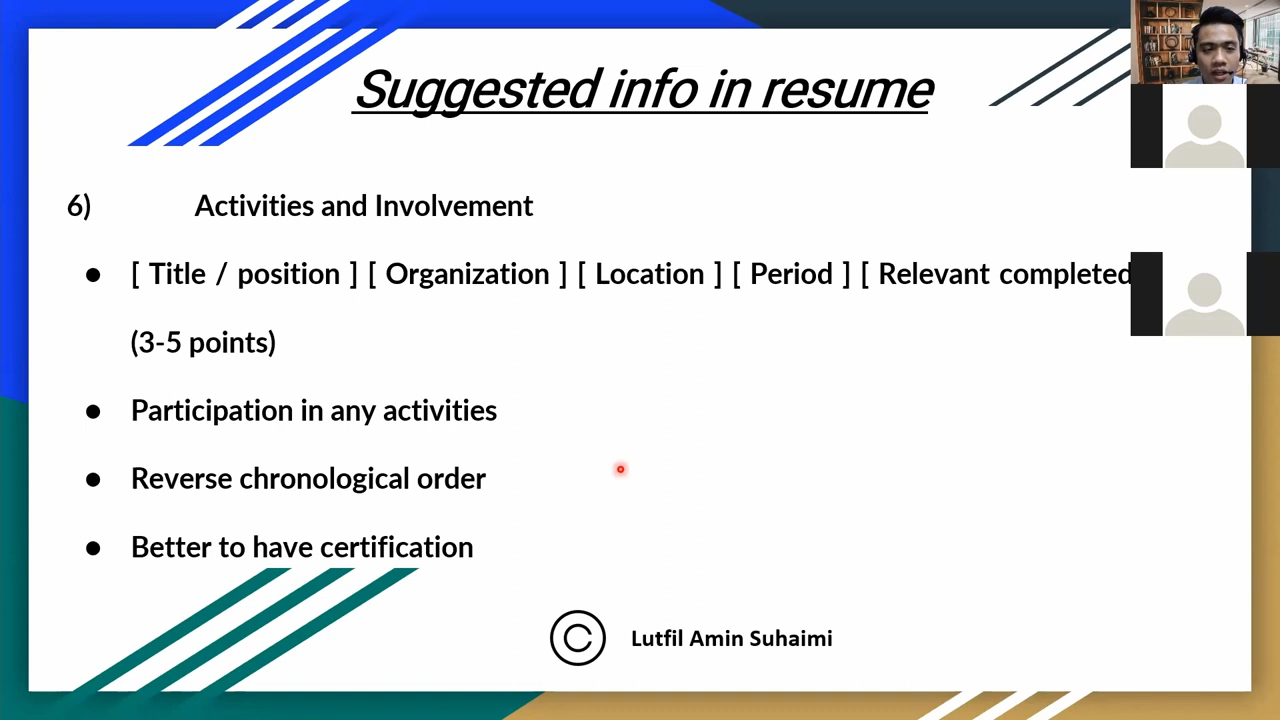 Suggested info in resume
6) Activities and Involvement
● [ Title / position ] [ Organization ] [ Location ] [ Period ] [ Relevant completed
(3-5 points)
● Participation in any activities
● Reverse chronological order
● Better to have certification
© Lutfil Amin Suhaimi